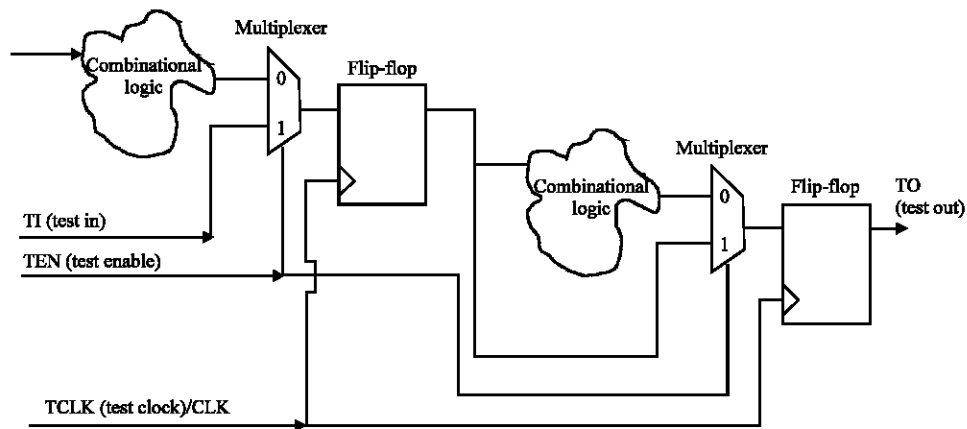 Multiplexer
Combinational
logic
0
1
Flip-flop
Multiplexer
Combinational
logic
0
1
Flip-flop
TO
(test out)
TI (test in)
TEN (test enable)
TCLK (test clock)/CLK